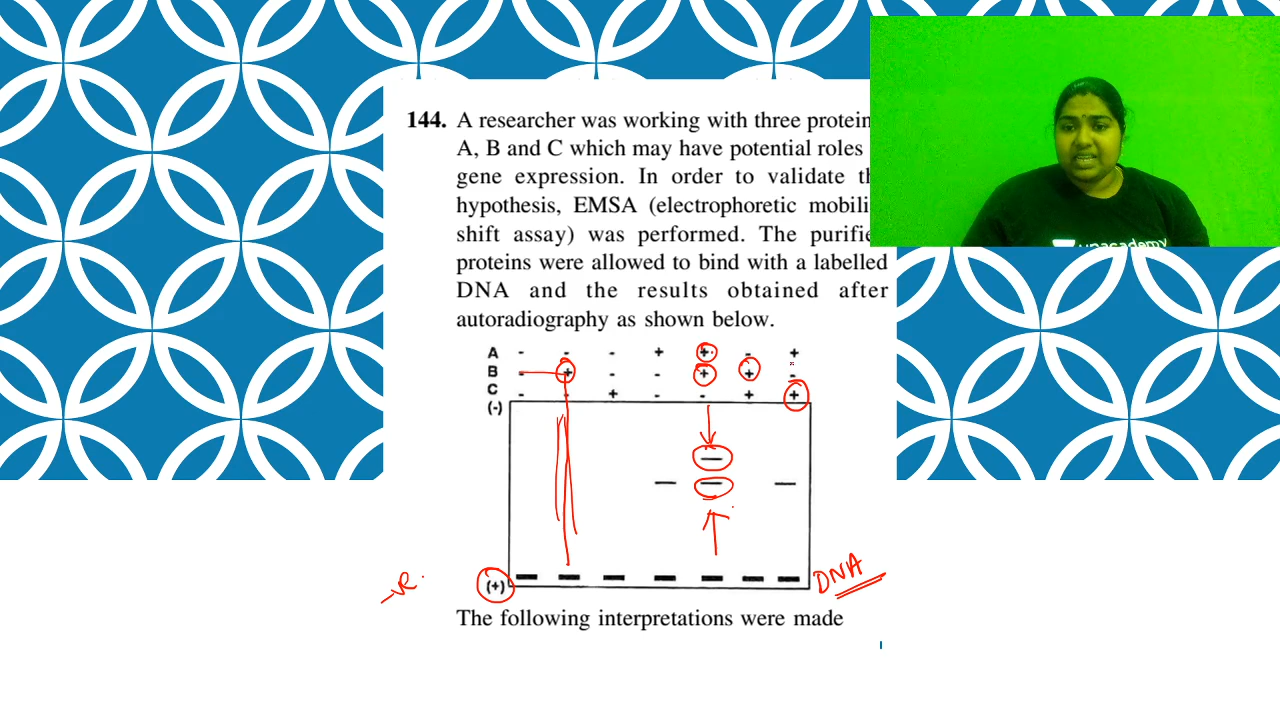 144. A researcher was working with three protein
A, B and C which may have potential roles
gene expression. In order to validate th
hypothesis, EMSA (electrophoretic mobili
shift assay) was performed. The purifie
proteins were allowed to bind with a labelled
DNA and the results obtained after
autoradiography as shown below.
A - - - + + - +
B - + - - + + -
C - - + - - + +
(-)
(+)
-ve
DNA
The following interpretations were made
unacademy